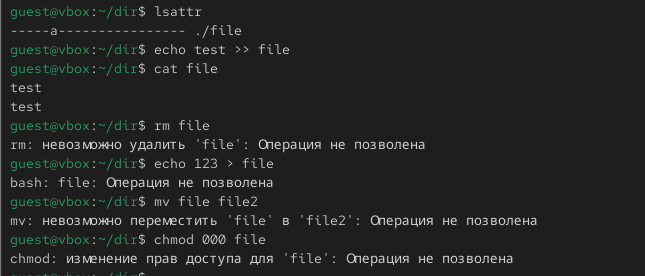 guest@vbox:~/dir$ lsattr
-----a---------------- ./file
guest@vbox:~/dir$ echo test >> file
guest@vbox:~/dir$ cat file
test
test
guest@vbox:~/dir$ rm file
rm: невозможно удалить 'file': Операция не позволена
guest@vbox:~/dir$ echo 123 > file
bash: file: Операция не позволена
guest@vbox:~/dir$ mv file file2
mv: невозможно переместить 'file' в 'file2': Операция не позволена
guest@vbox:~/dir$ chmod 000 file
chmod: изменение прав доступа для 'file': Операция не позволена